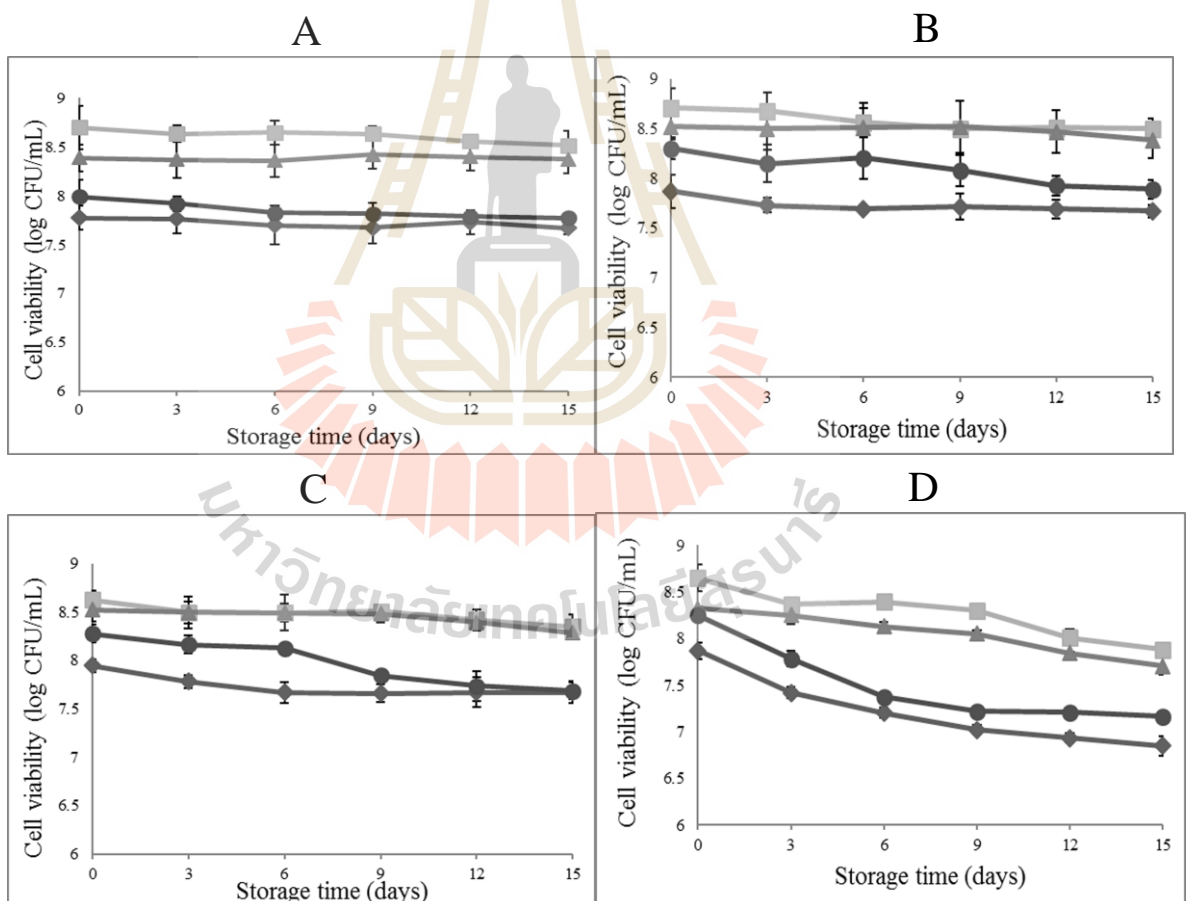 A
B
Cell viability (log CFU/mL)
9
8.5
8
7.5
7
6.5
6
0 3 6 9 12 15
Storage time (days)
Cell viability (log CFU/mL)
9
8.5
8
7.5
7
6.5
6
0 3 6 9 12 15
Storage time (days)
C
D
Cell viability (log CFU/mL)
9
8.5
8
7.5
7
6.5
6
0 3 6 9 12 15
Storage time (days)
Cell viability (log CFU/mL)
9
8.5
8
7.5
7
6.5
6
0 3 6 9 12 15
Storage time (days)
มหาวิทยาลัยเทคโนโลยีสุรนารี